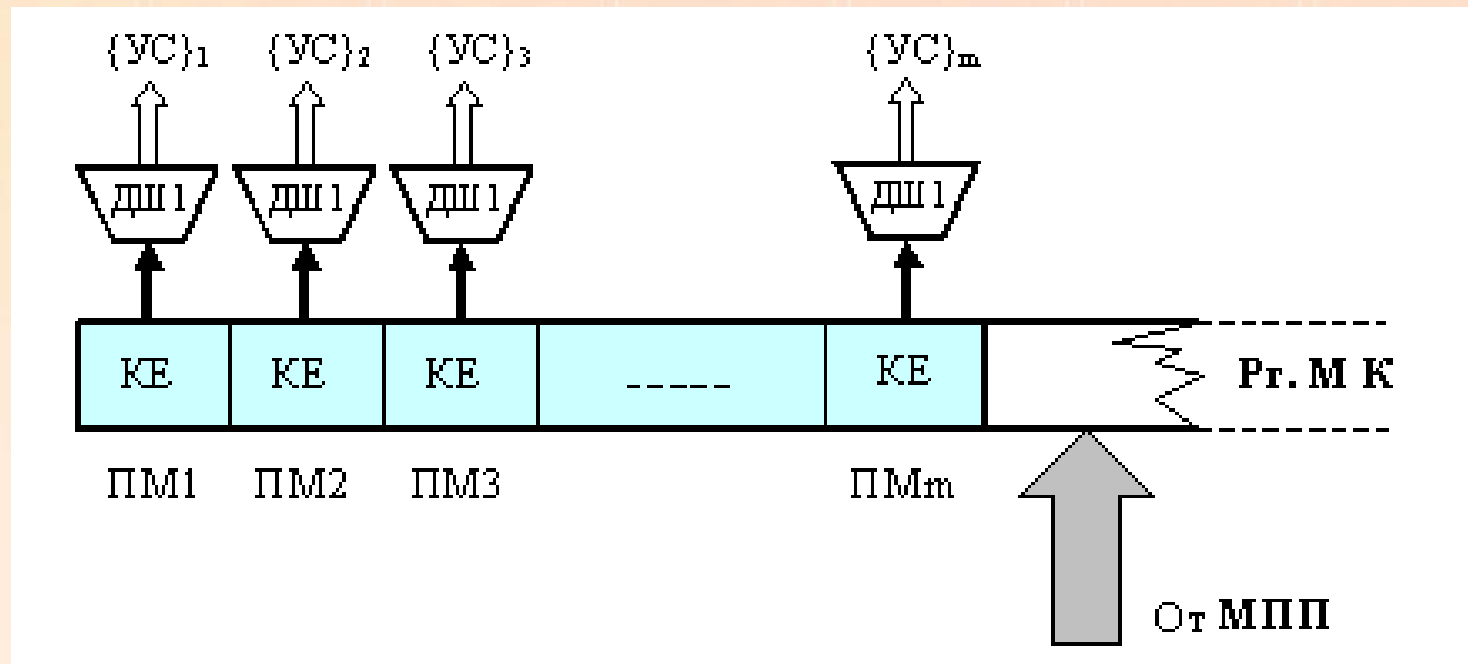 {УС}1 {УС}2 {УС}3 {УС}m
ДШ1 ДШ1 ДШ1 ДШ1
КЕ КЕ КЕ _ _ _ _ _ КЕ Рг. М К
ПМ1 ПМ2 ПМ3 ПМm
От МПП